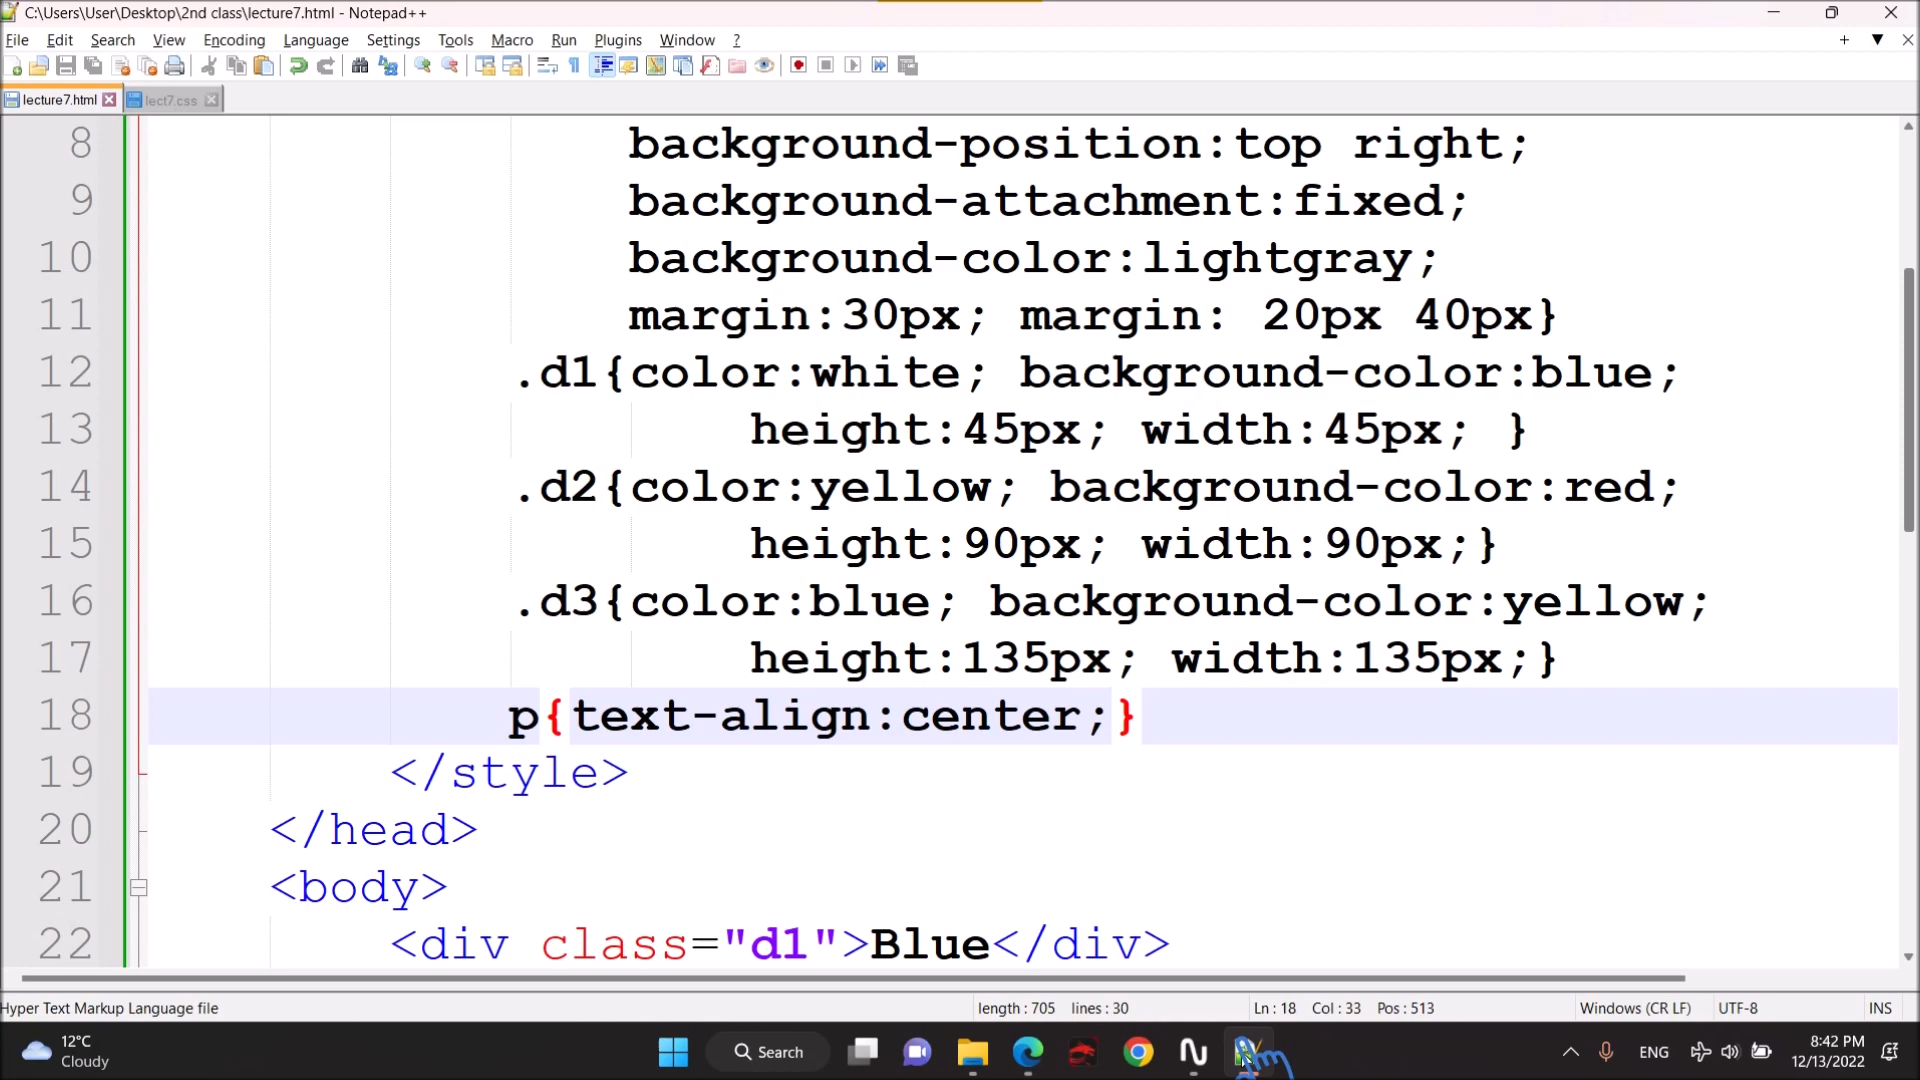 C:\Users\User\Desktop\2nd class\lecture7.html - Notepad++
File Edit Search View Encoding Language Settings Tools Macro Run Plugins Window ?
lecture7.html lect7.css
8 background-position:top right;
9 background-attachment:fixed;
10 background-color:lightgray;
11 margin:30px; margin: 20px 40px}
12 .d1{color:white; background-color:blue;
13 height:45px; width:45px; }
14 .d2{color:yellow; background-color:red;
15 height:90px; width:90px;}
16 .d3{color:blue; background-color:yellow;
17 height:135px; width:135px;}
18 p{text-align:center;}
19 </style>
20 </head>
21 <body>
22 <div class="d1">Blue</div>
Hyper Text Markup Language file length : 705 lines : 30 Ln : 18 Col : 33 Pos : 513 Windows (CR LF) UTF-8 INS
12°C
Cloudy
Search
ENG
8:42 PM
12/13/2022